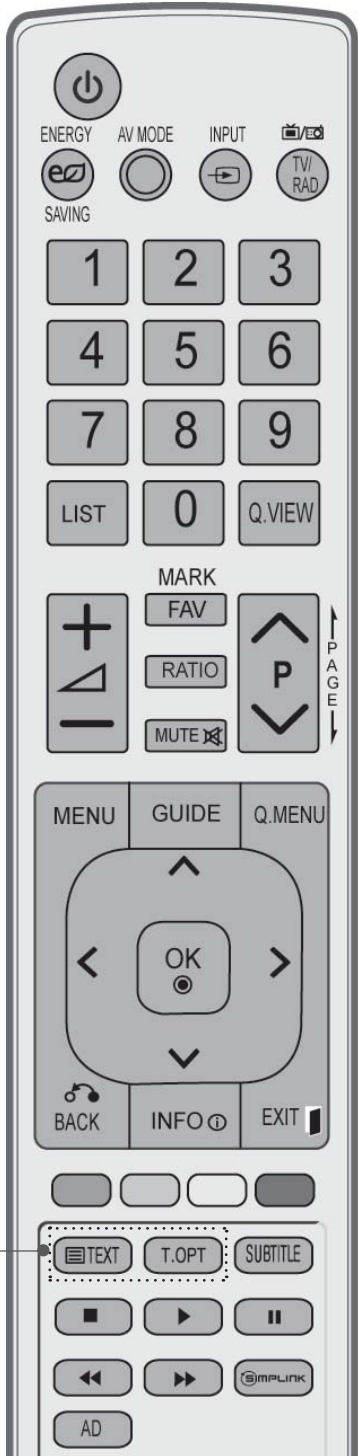 ENERGY AV MODE INPUT
SAVING
TV/
RAD
1 2 3
4 5 6
7 8 9
LIST 0 Q.VIEW
MARK
FAV
RATIO
P
PAGE
MUTE
MENU GUIDE Q.MENU
OK
BACK INFO EXIT
TEXT T.OPT SUBTITLE
SIMPLINK
AD